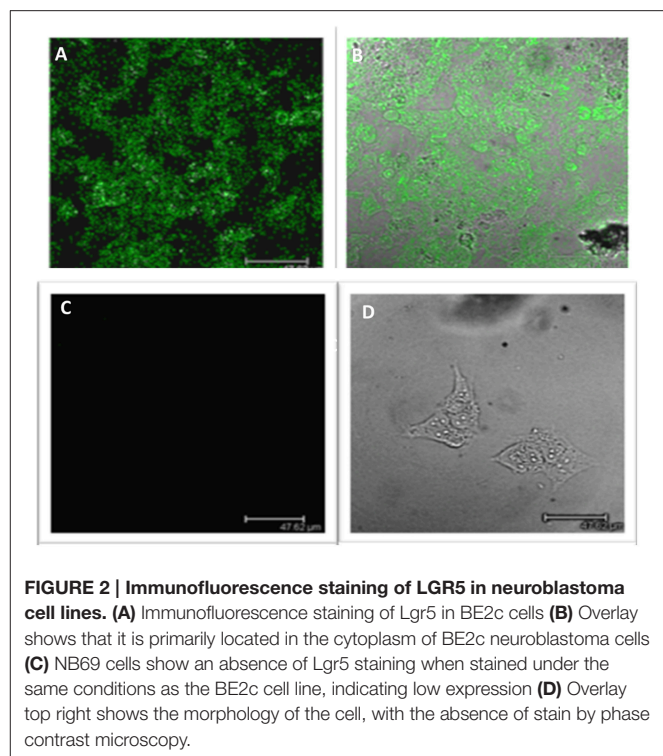 A
B
C
D
47.62 µm
47.62 µm
FIGURE 2 | Immunofluorescence staining of LGR5 in neuroblastoma
cell lines. (A) Immunofluorescence staining of Lgr5 in BE2c cells (B) Overlay
shows that it is primarily located in the cytoplasm of BE2c neuroblastoma cells
(C) NB69 cells show an absence of Lgr5 staining when stained under the
same conditions as the BE2c cell line, indicating low expression (D) Overlay
top right shows the morphology of the cell, with the absence of stain by phase
contrast microscopy.